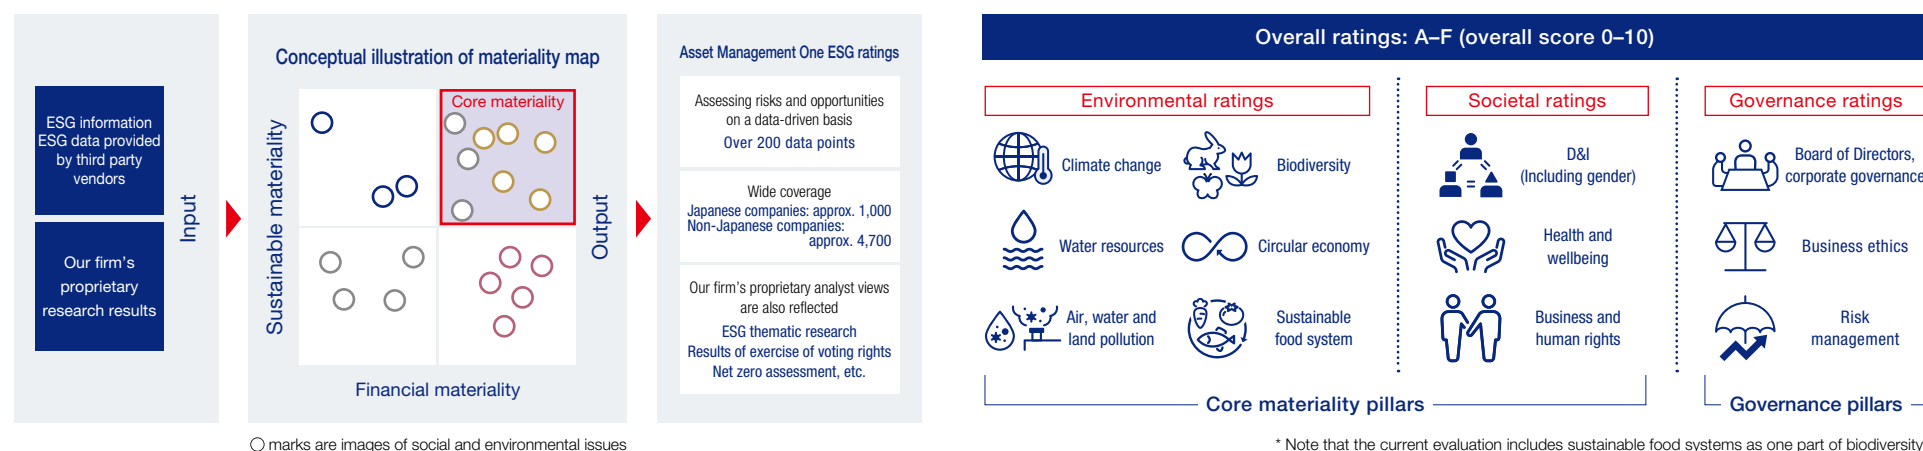 ESG information
ESG data provided
by third party
vendors
Our firm's
proprietary
research results
Input
Conceptual illustration of materiality map
Sustainable materiality
Core materiality
Financial materiality
Output
○ marks are images of social and environmental issues
Asset Management One ESG ratings
Assessing risks and opportunities
on a data-driven basis
Over 200 data points
Wide coverage
Japanese companies: approx. 1,000
Non-Japanese companies:
approx. 4,700
Our firm's proprietary analyst views
are also reflected
ESG thematic research
Results of exercise of voting rights
Net zero assessment, etc.
Overall ratings: A–F (overall score 0–10)
Environmental ratings
Climate change
Biodiversity
Water resources
Circular economy
Air, water and
land pollution
Sustainable
food system
Societal ratings
D&I
(Including gender)
Health and
wellbeing
Business and
human rights
Core materiality pillars
Governance ratings
Board of Directors,
corporate governance
Business ethics
Risk
management
Governance pillars
* Note that the current evaluation includes sustainable food systems as one part of biodiversity